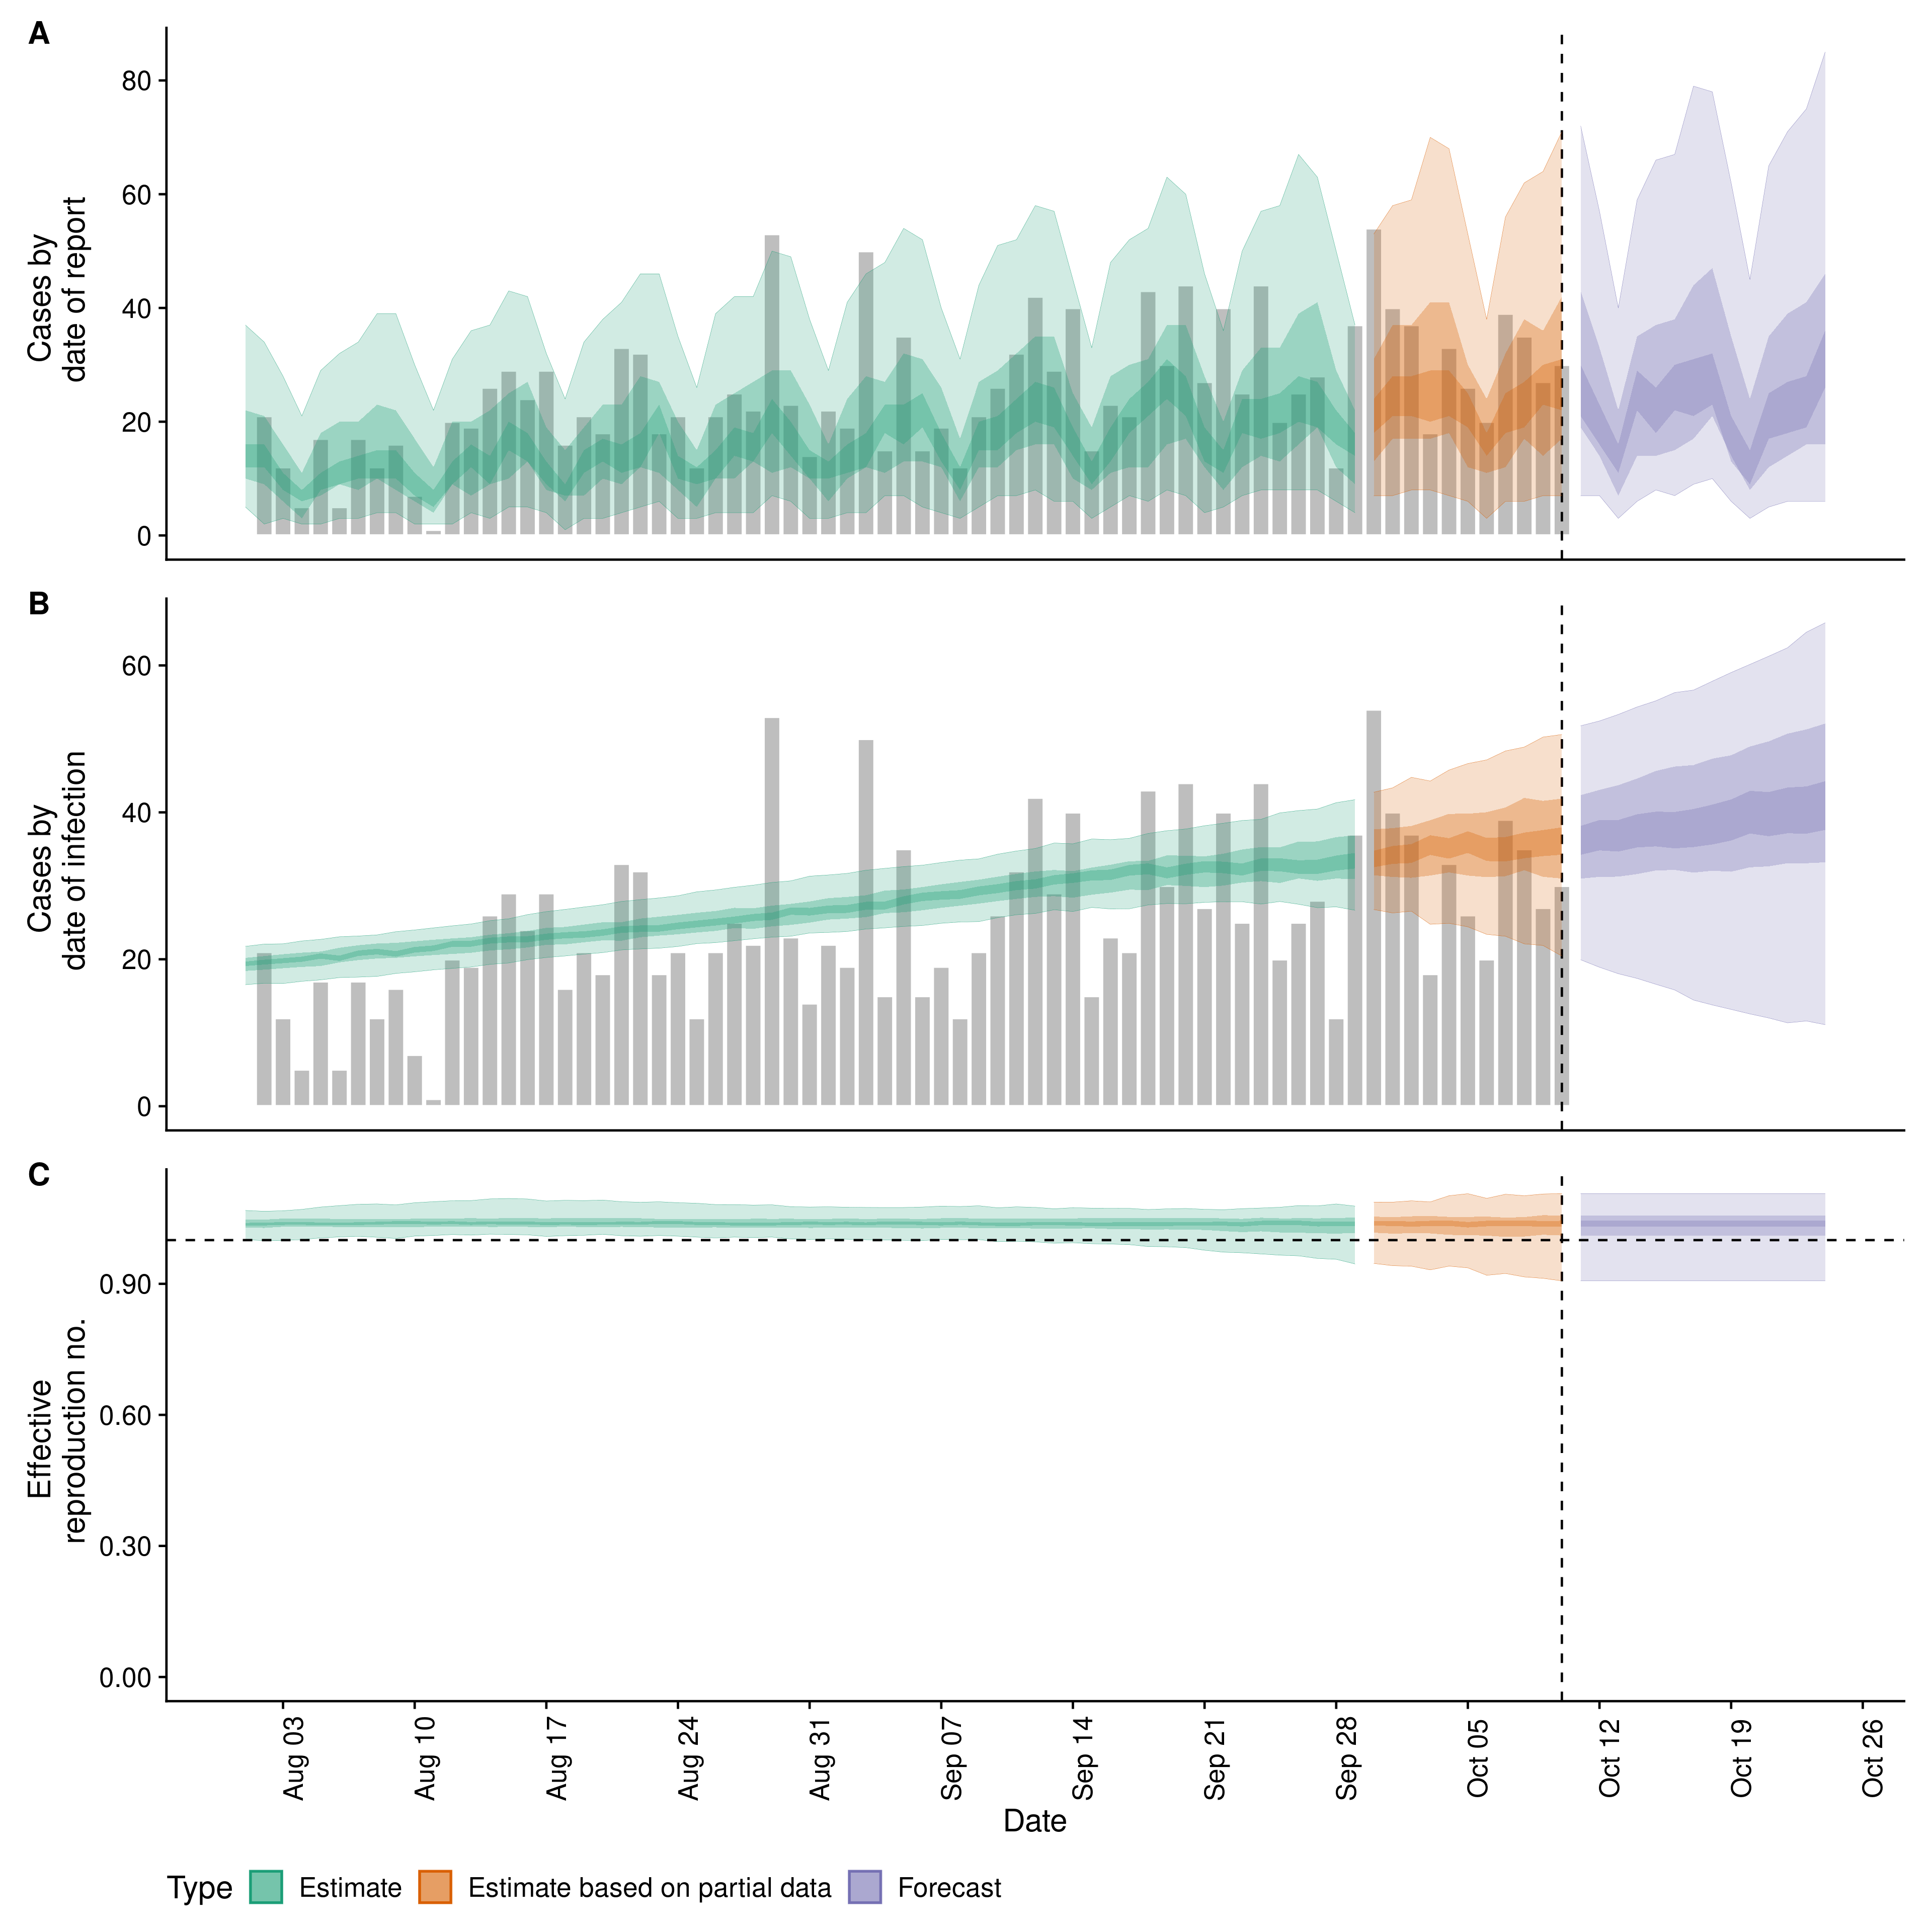 A
Cases by
date of report
80
60
40
20
0
B
Cases by
date of infection
60
40
20
0
C
Effective
reproduction no.
0.90
0.60
0.30
0.00
Aug 03
Aug 10
Aug 17
Aug 24
Aug 31
Sep 07
Sep 14
Sep 21
Sep 28
Oct 05
Oct 12
Oct 19
Oct 26
Date
Type Estimate Estimate based on partial data Forecast